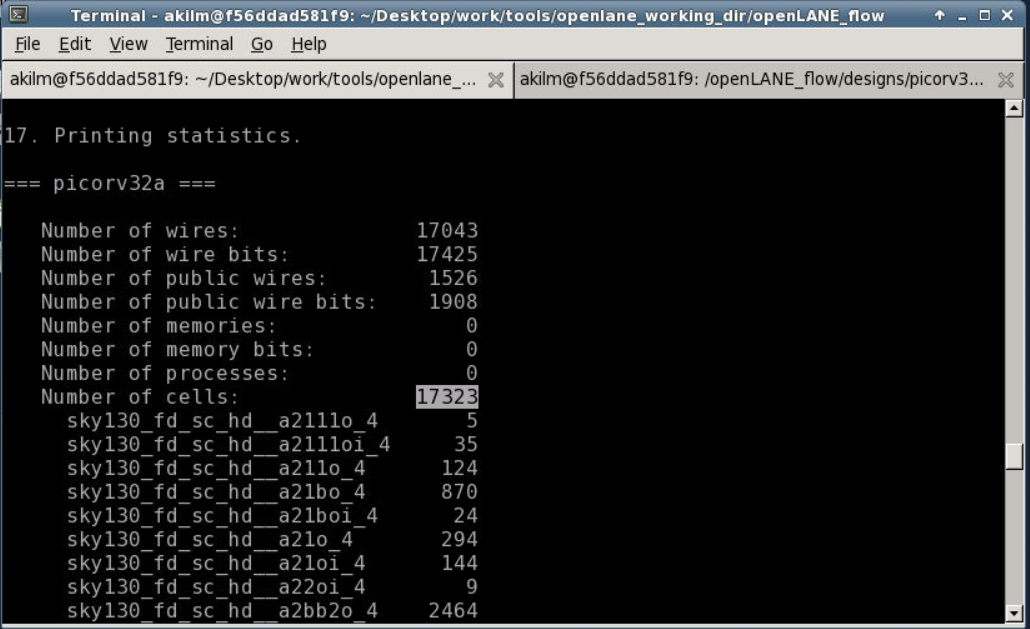 Terminal - akilm@f56ddad581f9: ~/Desktop/work/tools/openlane_working_dir/openLANE_flow
File Edit View Terminal Go Help
akilm@f56ddad581f9: ~/Desktop/work/tools/openlane_... akilm@f56ddad581f9: /openLANE_flow/designs/picorv3...
17. Printing statistics.
=== picorv32a ===
Number of wires: 17043
Number of wire bits: 17425
Number of public wires: 1526
Number of public wire bits: 1908
Number of memories: 0
Number of memory bits: 0
Number of processes: 0
Number of cells: 17323
sky130_fd_sc_hd__a2111o_4 5
sky130_fd_sc_hd__a2111oi_4 35
sky130_fd_sc_hd__a211o_4 124
sky130_fd_sc_hd__a21bo_4 870
sky130_fd_sc_hd__a21boi_4 24
sky130_fd_sc_hd__a21o_4 294
sky130_fd_sc_hd__a21oi_4 144
sky130_fd_sc_hd__a22oi_4 9
sky130_fd_sc_hd__a2bb2o_4 2464